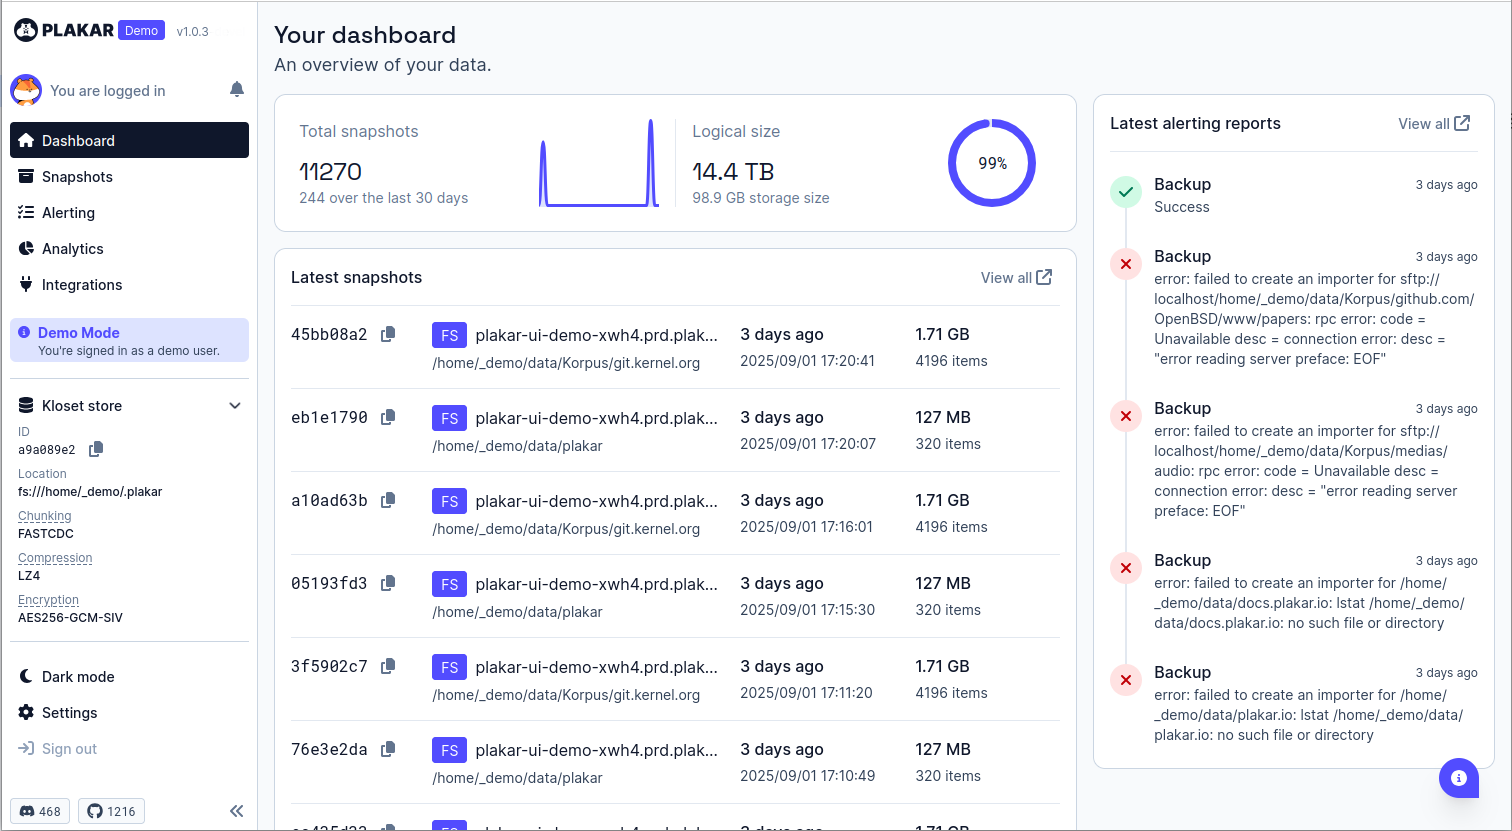 PLAKAR Demo v1.0.3
You are logged in
Dashboard
Snapshots
Alerting
Analytics
Integrations
Demo Mode
You're signed in as a demo user.
Kloset store
ID
a9a089e2
Location
fs:///home/_demo/.plakar
Chunking
FASTCDC
Compression
LZ4
Encryption
AES256-GCM-SIV
Dark mode
Settings
Sign out
468 1216
Your dashboard
An overview of your data.
Total snapshots
11270
244 over the last 30 days
Logical size
14.4 TB
98.9 GB storage size
99%
Latest snapshots View all
45bb08a2 FS plakar-ui-demo-xwh4.prd.plak... 3 days ago 1.71 GB
/home/_demo/data/Korpus/git.kernel.org 2025/09/01 17:20:41 4196 items
eb1e1790 FS plakar-ui-demo-xwh4.prd.plak... 3 days ago 127 MB
/home/_demo/data/plakar 2025/09/01 17:20:07 320 items
a10ad63b FS plakar-ui-demo-xwh4.prd.plak... 3 days ago 1.71 GB
/home/_demo/data/Korpus/git.kernel.org 2025/09/01 17:16:01 4196 items
05193fd3 FS plakar-ui-demo-xwh4.prd.plak... 3 days ago 127 MB
/home/_demo/data/plakar 2025/09/01 17:15:30 320 items
3f5902c7 FS plakar-ui-demo-xwh4.prd.plak... 3 days ago 1.71 GB
/home/_demo/data/Korpus/git.kernel.org 2025/09/01 17:11:20 4196 items
76e3e2da FS plakar-ui-demo-xwh4.prd.plak... 3 days ago 127 MB
/home/_demo/data/plakar 2025/09/01 17:10:49 320 items
FS plakar-ui-demo-xwh4.prd.plak... 3 days ago 1.71 GB
Latest alerting reports View all
Backup 3 days ago
Success
Backup 3 days ago
error: failed to create an importer for sftp://
localhost/home/_demo/data/Korpus/github.com/
OpenBSD/www/papers: rpc error: code =
Unavailable desc = connection error: desc =
"error reading server preface: EOF"
Backup 3 days ago
error: failed to create an importer for sftp://
localhost/home/_demo/data/Korpus/medias/
audio: rpc error: code = Unavailable desc =
connection error: desc = "error reading server
preface: EOF"
Backup 3 days ago
error: failed to create an importer for /home/
_demo/data/docs.plakar.io: lstat /home/_demo/
data/docs.plakar.io: no such file or directory
Backup 3 days ago
error: failed to create an importer for /home/
_demo/data/plakar.io: lstat /home/_demo/data/
plakar.io: no such file or directory